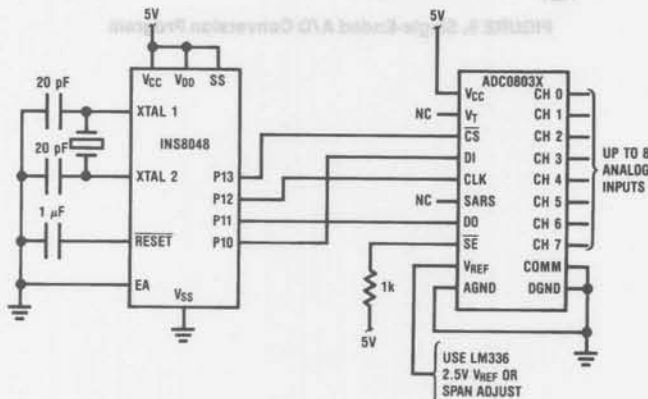 FIGURE 9. Single-Ended A/D Conversion Program
5V
VCC VDD SS
20 pF
XTAL 1
INS8048
20 pF
XTAL 2
P13
P12
1 µF
P11
RESET
P10
EA
VSS
5V
ADC0803X
VCC
CH 0
NC
VT
CH 1
CS
CH 2
DI
CH 3
UP TO 8
ANALOG
INPUTS
CLK
CH 4
NC
SARS
CH 5
DO
CH 6
SE
CH 7
1k
VREF
COMM
AGND
DGND
5V
USE LM336
2.5V VREF OR
SPAN ADJUST